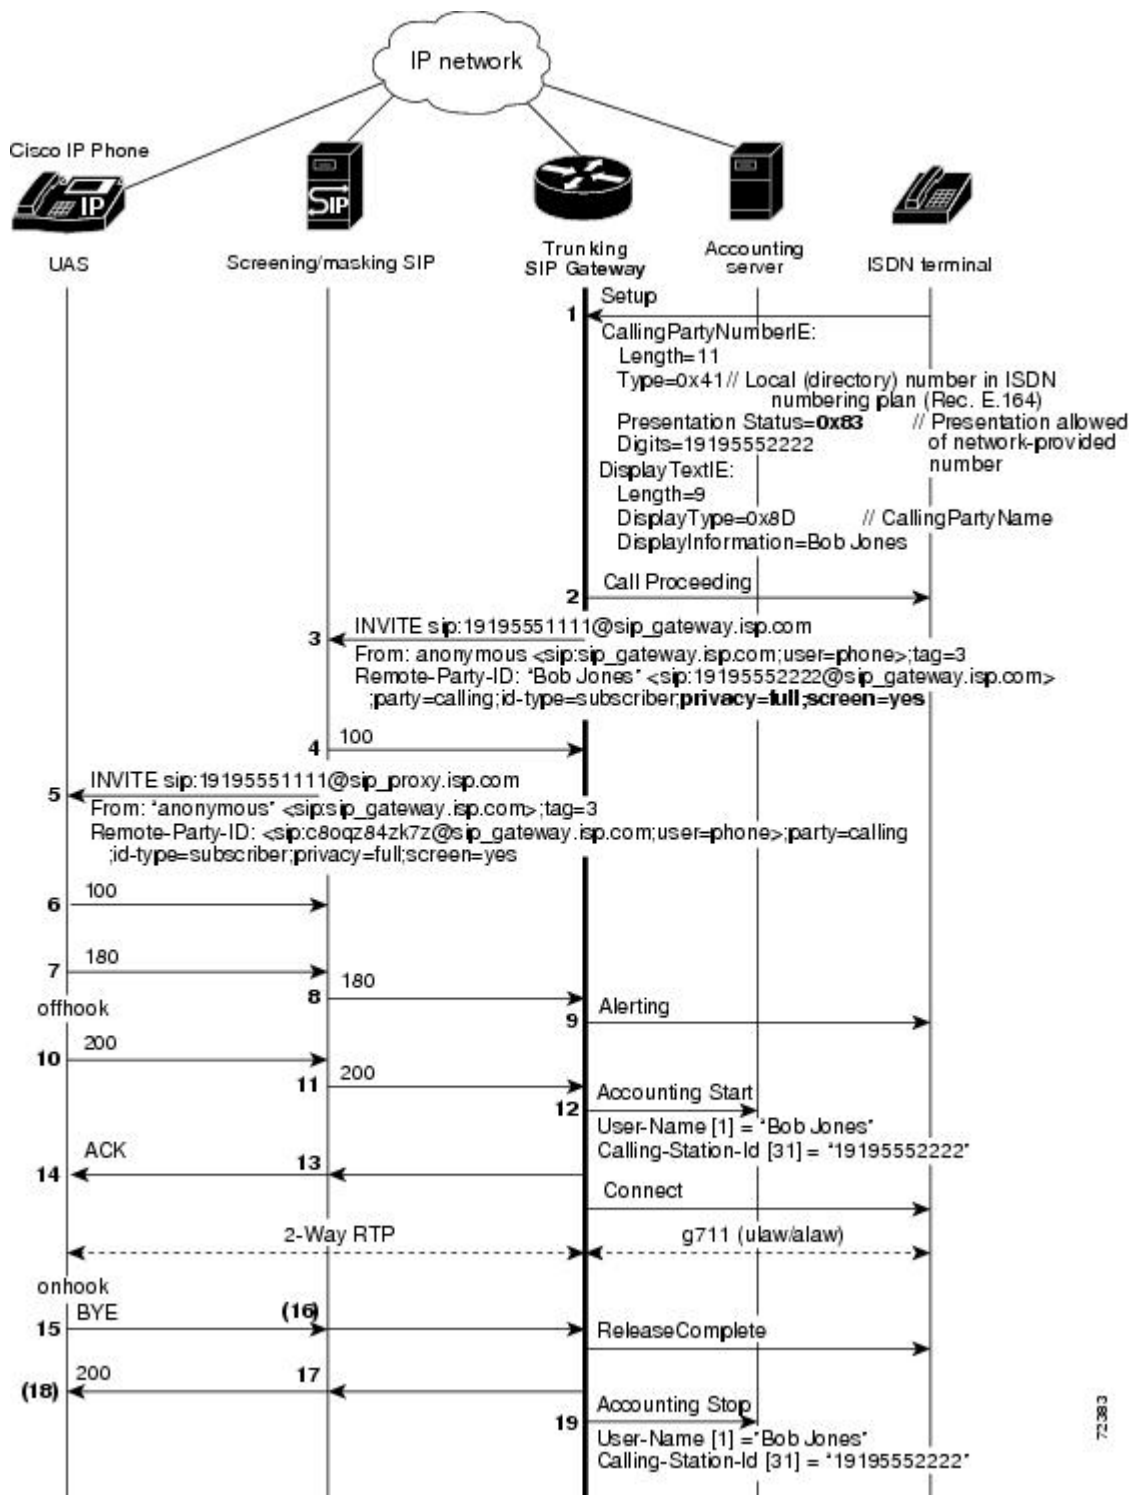 IP network
Cisco IP Phone
IP
SIP
UAS
Screening/masking SIP
Trunking
SIP Gateway
Accounting
server
ISDN terminal
1
Setup
CallingPartyNumberIE:
Length=11
Type=0x41// Local (directory) number in ISDN
numbering plan (Rec. E.164)
Presentation Status=0x83 // Presentation allowed
Digits=19195552222 of network-provided
number
DisplayTextIE:
Length=9
DisplayType=0x8D // CallingPartyName
DisplayInformation=Bob Jones
2
Call Proceeding
3
INVITE sip:19195551111@sip_gateway.isp.com
From: anonymous <sip:sip_gateway.isp.com;user=phone>;tag=3
Remote-Party-ID: "Bob Jones" <sip:19195552222@sip_gateway.isp.com>
;party=calling;id-type=subscriber;privacy=full;screen=yes
4
100
5
INVITE sip:19195551111@sip_proxy.isp.com
From: "anonymous" <sip:sip_gateway.isp.com>;tag=3
Remote-Party-ID: <sip:c8oqz84zk7z@sip_gateway.isp.com;user=phone>;party=calling
;id-type=subscriber;privacy=full;screen=yes
6
100
7
180
8
180
offhook
9
Alerting
10
200
11
200
12
Accounting Start
User-Name [1] = "Bob Jones"
Calling-Station-Id [31] = "19195552222"
14
ACK
13
Connect
2-Way RTP
g711 (ulaw/alaw)
onhook
15
BYE
(16)
ReleaseComplete
(18)
200
17
19
Accounting Stop
User-Name [1] ="Bob Jones"
Calling-Station-Id [31] = "19195552222"
72383